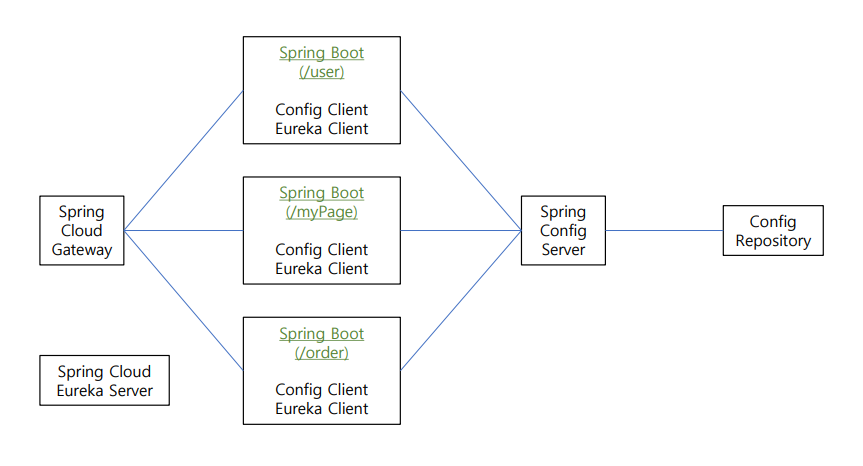 Spring Boot
(/user)
Config Client
Eureka Client
Spring Boot
(/myPage)
Config Client
Eureka Client
Spring
Cloud
Gateway
Spring
Config
Server
Config
Repository
Spring Boot
(/order)
Config Client
Eureka Client
Spring Cloud
Eureka Server